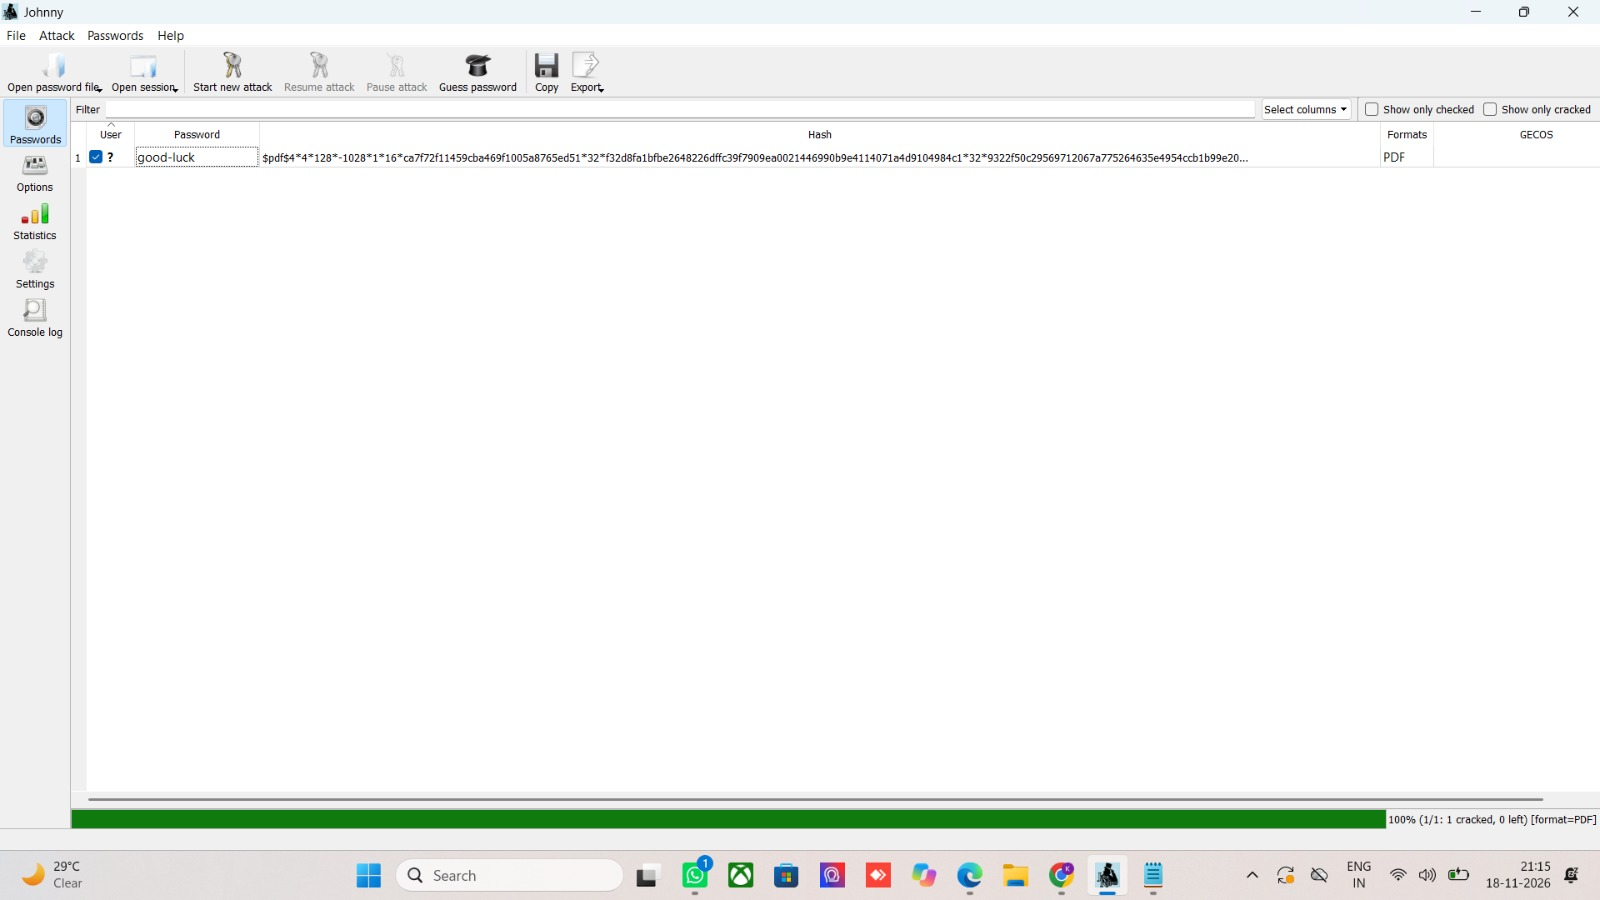 Johnny
File Attack Passwords Help
Open password file Open session Start new attack Resume attack Pause attack Guess password Copy Export
Passwords
Options
Statistics
Settings
Console log
Filter Select columns Show only checked Show only cracked
User Password Hash Formats GECOS
1 ? good-luck $pdf$4*4*128*-1028*1*16*ca7f72f11459cba469f1005a8765ed51*32*f32d8fa1bfbe2648226dffc39f7909ea0021446990b9e4114071a4d9104984c1*32*9322f50c29569712067a775264635e4954ccb1b99e20... PDF
100% (1/1: 1 cracked, 0 left) [format=PDF]
29°C
Clear
Search
1
K
ENG
IN
21:15
18-11-2026